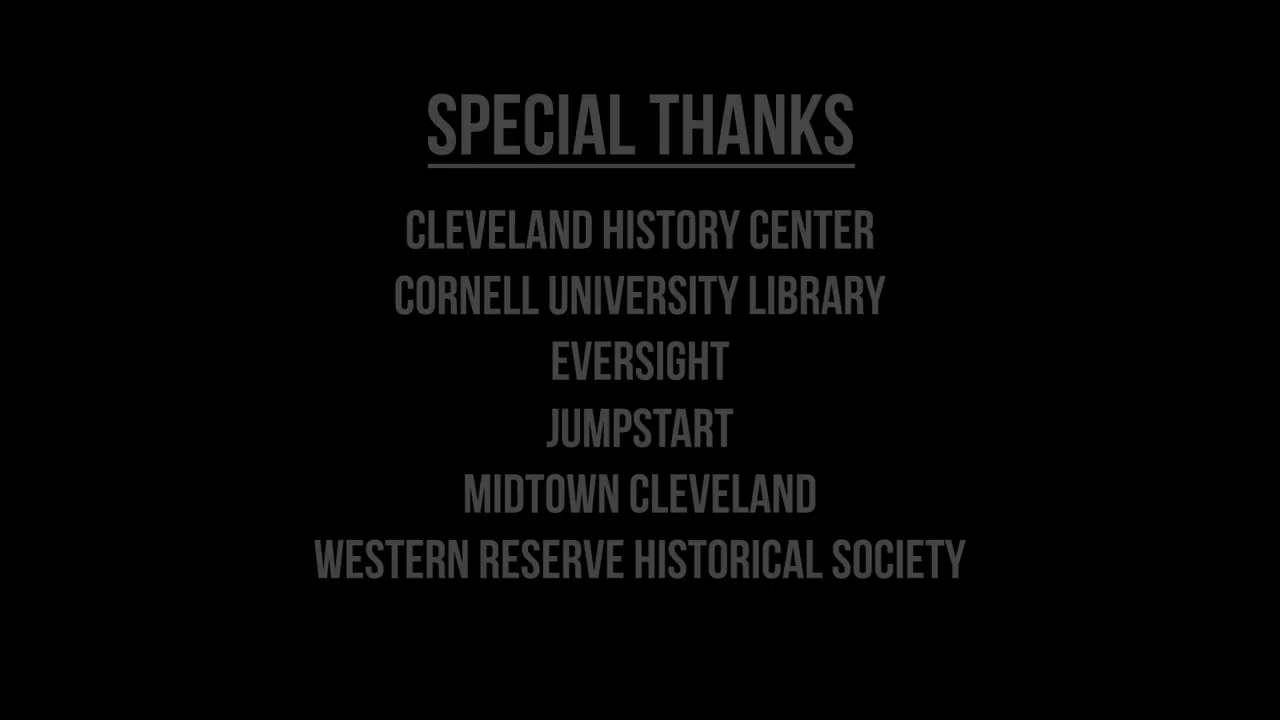 SPECIAL THANKS
CLEVELAND HISTORY CENTER
CORNELL UNIVERSITY LIBRARY
EVERSIGHT
JUMPSTART
MIDTOWN CLEVELAND
WESTERN RESERVE HISTORICAL SOCIETY